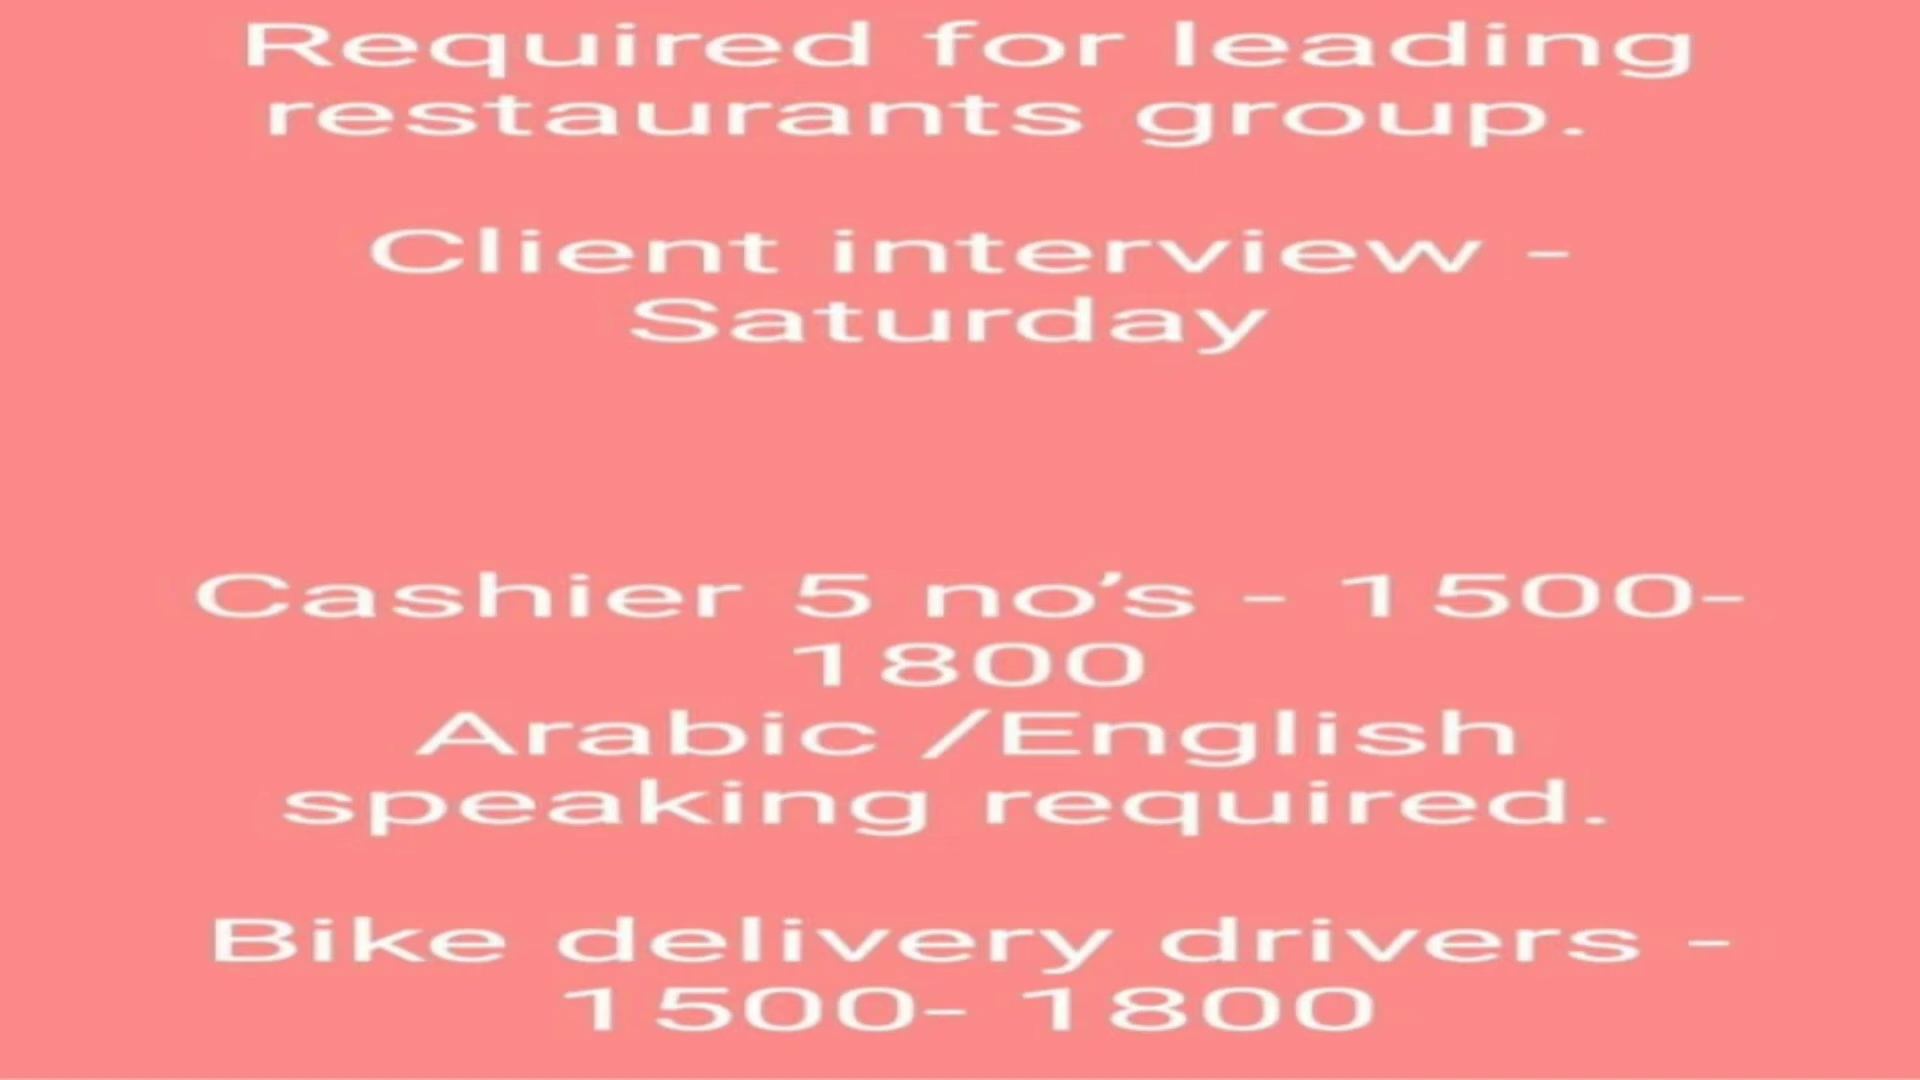 Required for leading
restaurants group.
Client interview -
Saturday
Cashier 5 no's - 1500-
1800
Arabic /English
speaking required.
Bike delivery drivers -
1500- 1800